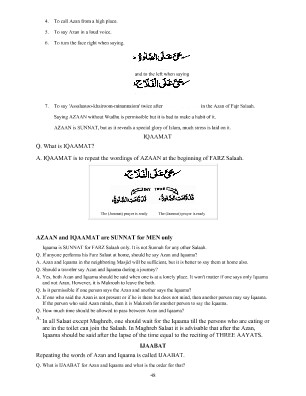 4. To call Azan from a high place.
5. To say Azan in a loud voice.
6. To turn the face right when saying.
حَيَّ عَلَى الصَّلٰوةِ
and to the left when saying
حَيَّ عَلَى الْفَلَاحِ
7. To say 'Assalaatu-khairrom-minannaum' twice after in the Azan of Fajr Salaah.
Saying AZAAN without Wudhu is permissible but it is bad to make a habit of it.
AZAAN is SUNNAT, but as it reveals a special glory of Islam, much stress is laid on it.
IQAAMAT
Q. What is IQAAMAT?
A. IQAAMAT is to repeat the wordings of AZAAN at the beginning of FARZ Salaah.
حَيَّ عَلَى الْفَلَاحِ
قَدْ قَامَتِ الصَّلٰوةُ قَدْ قَامَتِ الصَّلٰوةُ
The (Jamaat) prayer is ready The (Jamaat) prayer is ready
AZAAN and IQAAMAT are SUNNAT for MEN only
Iqaama is SUNNAT for FARZ Salaah only. It is not Sunnah for any other Salaah.
Q. If anyone performs his Farz Salaat at home, should he say Azan and Iqaama?
A. Azan and Iqaama in the neighboring Masjid will be sufficient, but it is better to say them at home also.
Q. Should a traveller say Azan and Iqaama during a journey?
A. Yes, both Azan and Iqaama should be said when one is at a lonely place. It won't matter if one says only Iqaama
and not Azan. However, it is Makrooh to leave the both
Q. Is it permissible if one person says the Azan and another says the Iqaama?
A. If one who said the Azan is not present or if he is there but does not mind, then another person may say Iqaama.
If the person who said Azan minds, then it is Makrooh for another person to say the Iqaama.
Q. How much time should be allowed to pass between Azan and Iqaama?
A. In all Salaat except Maghreb, one should wait for the Iqaama till the persons who are eating or
are in the toilet can join the Salaah. In Maghreb Salaat it is advisable that after the Azan,
Iqaama should be said after the lapse of the time equal to the reciting of THREE AAYATS.
IJAABAT
Repeating the words of Azan and Iqaama is called IJAABAT.
Q. What is IJAABAT for Azan and Iqaama and what is the order for that?